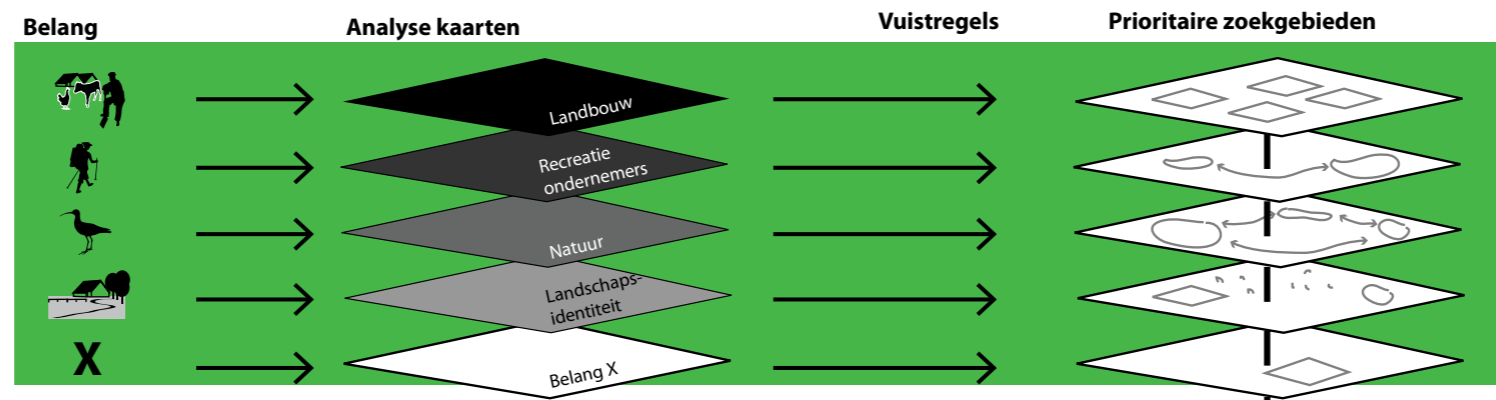 Belang
Analyse kaarten
Vuistregels
Prioritaire zoekgebieden
Landbouw
Recreatie
ondernemers
Natuur
Landschaps-
identiteit
X
Belang X